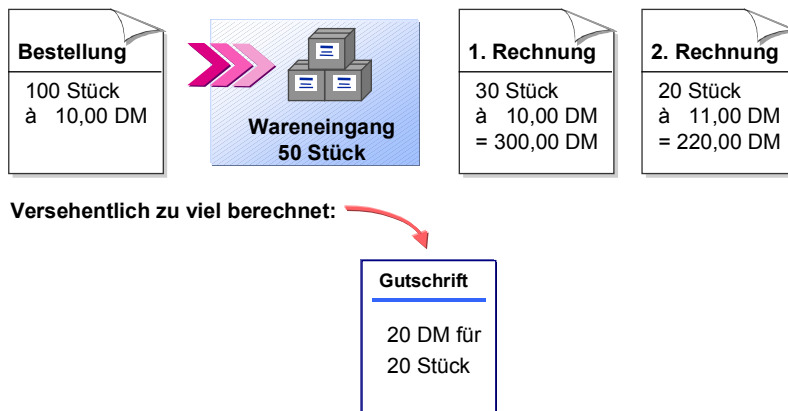 Bestellung
100 Stück
à 10,00 DM
Wareneingang
50 Stück
1. Rechnung
30 Stück
à 10,00 DM
= 300,00 DM
2. Rechnung
20 Stück
à 11,00 DM
= 220,00 DM
Versehentlich zu viel berechnet:
Gutschrift
20 DM für
20 Stück